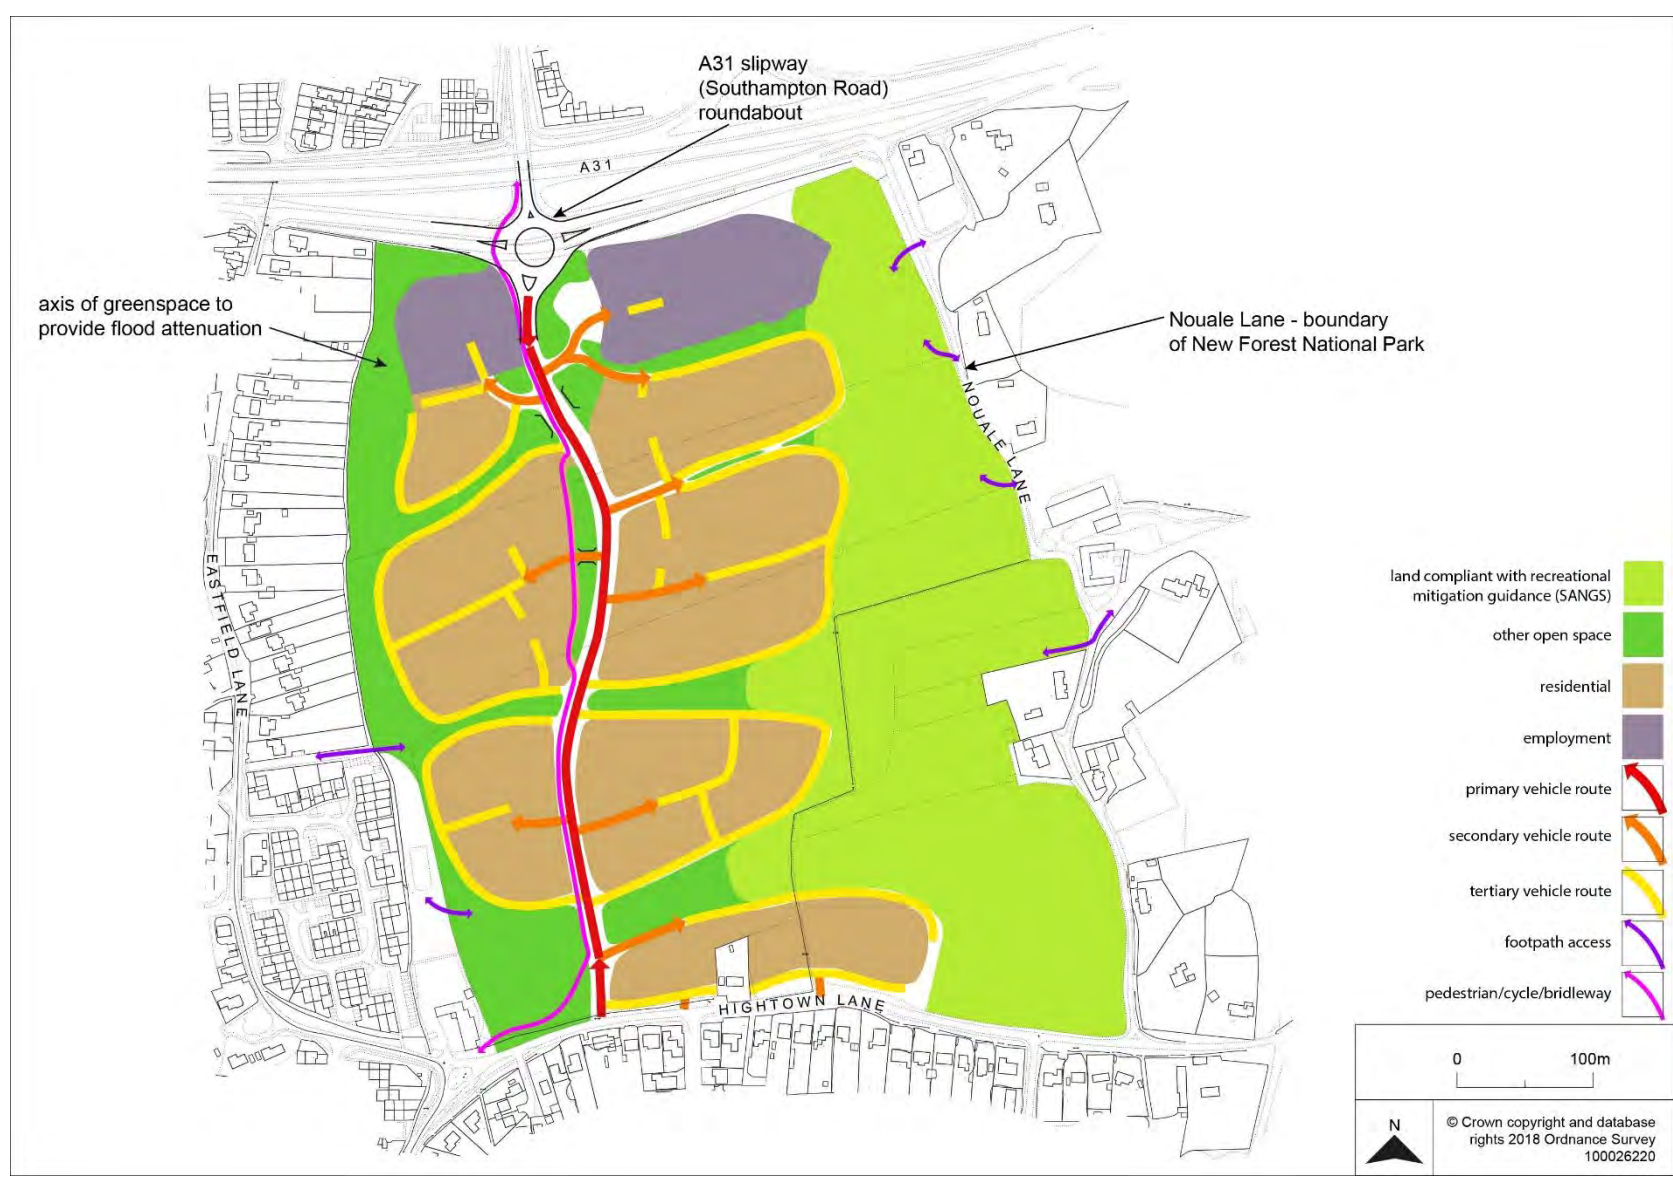 A31 slipway
(Southampton Road)
roundabout
A31
axis of greenspace to
provide flood attenuation
Nouale Lane - boundary
of New Forest National Park
NOUALE LANE
EASTFIELD LANE
HIGHTOWN LANE
land compliant with recreational
mitigation guidance (SANGS)
other open space
residential
employment
primary vehicle route
secondary vehicle route
tertiary vehicle route
footpath access
pedestrian/cycle/bridleway
0 100m
N
© Crown copyright and database
rights 2018 Ordnance Survey
100026220